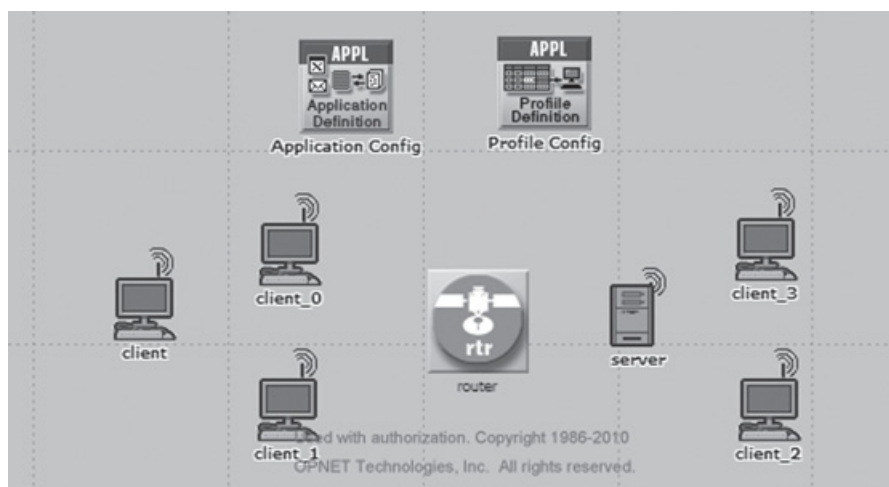 APPL
Application
Definition
Application Config
APPL
Profile
Definition
Profile Config
client_0
client_3
client
rtr
router
server
client_1
client_2
Used with authorization. Copyright 1986-2010
OPNET Technologies, Inc. All rights reserved.